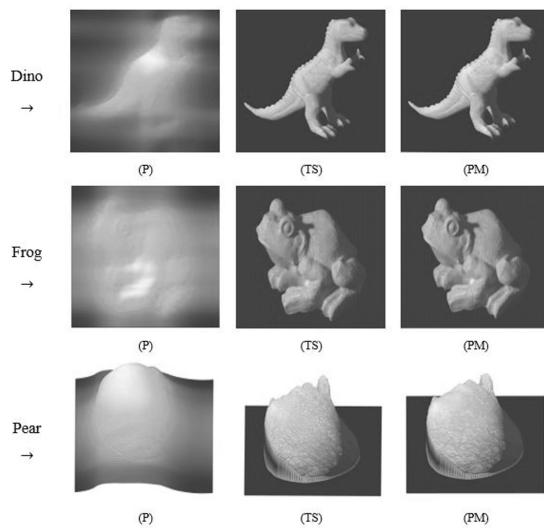 Dino
→
(P) (TS) (PM)
Frog
→
(P) (TS) (PM)
Pear
→
(P) (TS) (PM)